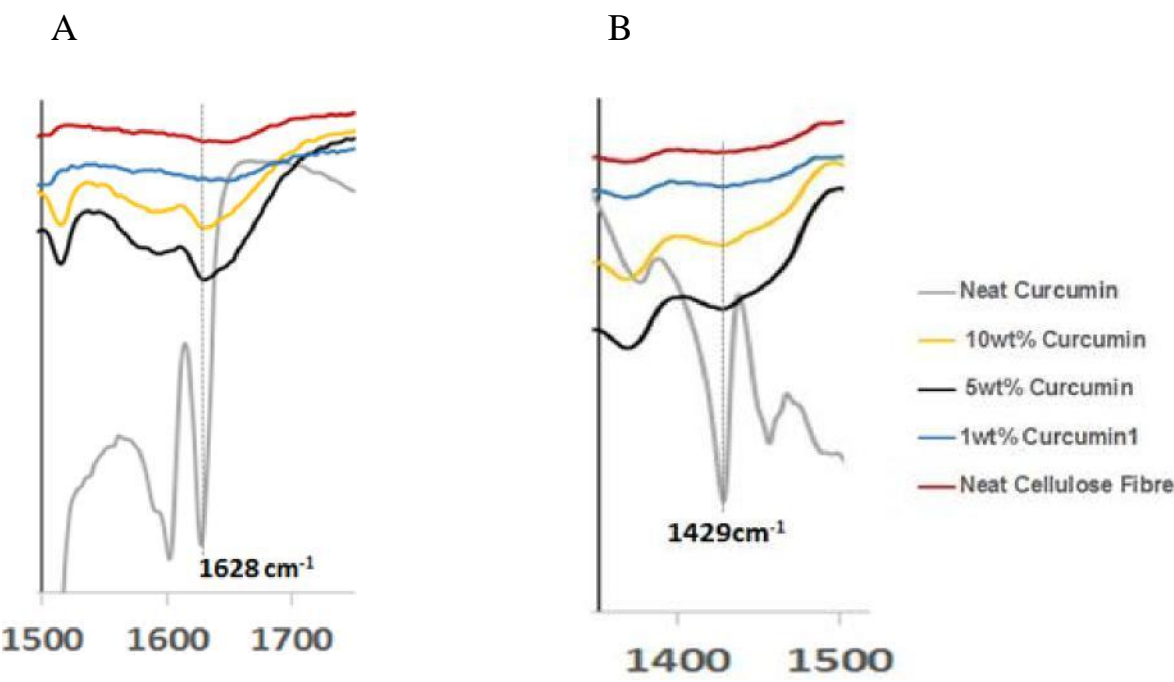 A
B
Neat Curcumin
10wt% Curcumin
5wt% Curcumin
1wt% Curcumin1
Neat Cellulose Fibre
1628 cm-1
1429cm-1
1500 1600 1700
1400 1500